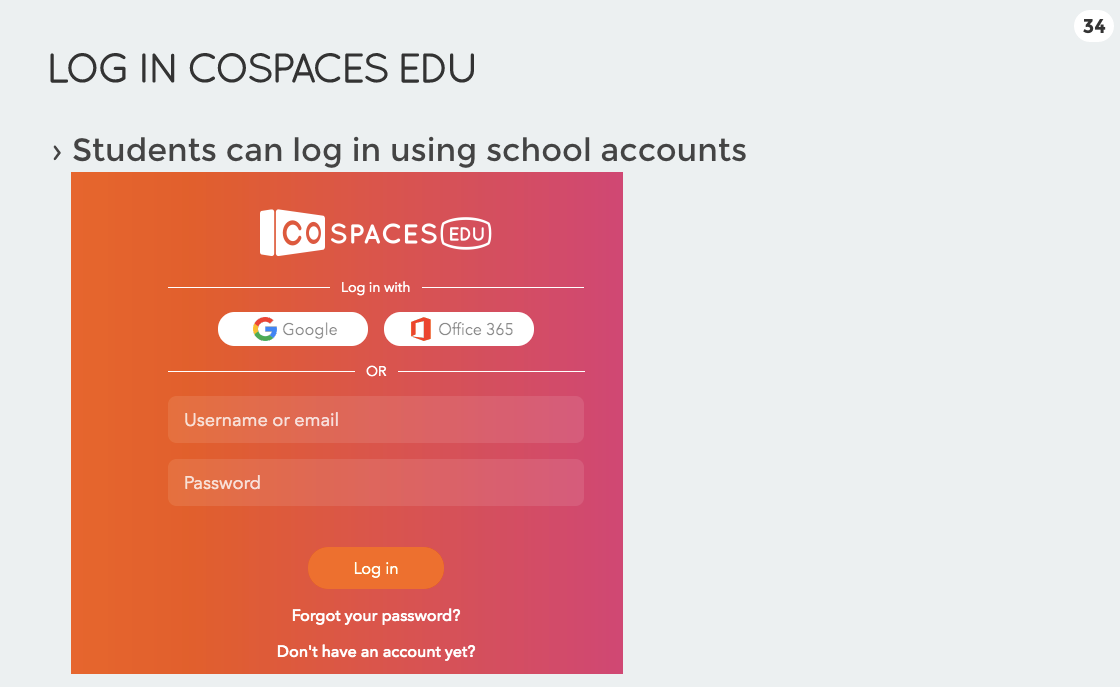 34
LOG IN COSPACES EDU
› Students can log in using school accounts
CO SPACES EDU
Log in with
Google Office 365
OR
Username or email
Password
Log in
Forgot your password?
Don't have an account yet?